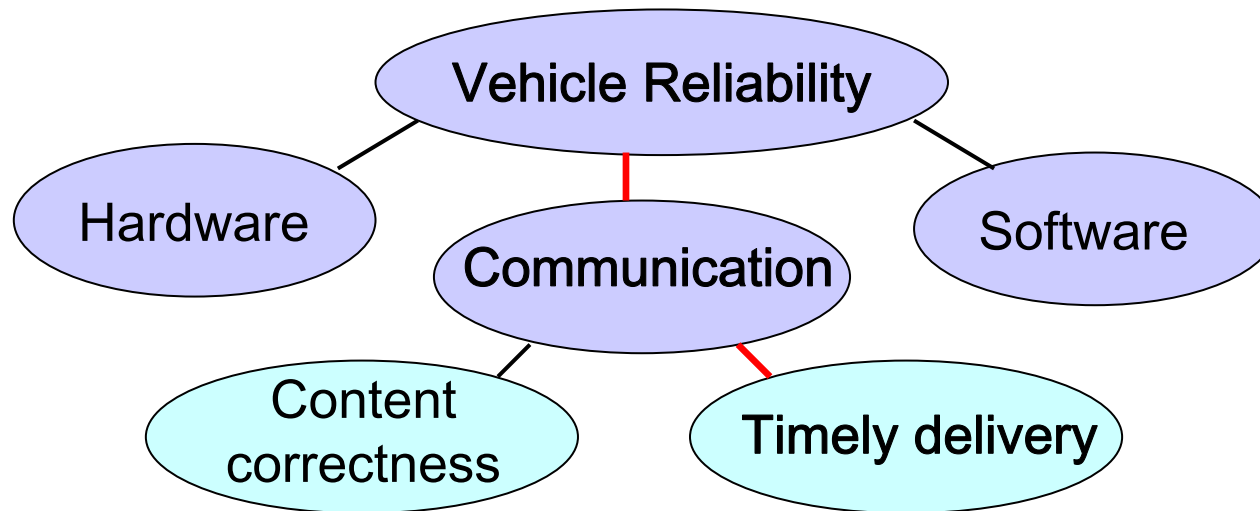 Vehicle Reliability
Hardware
Software
Communication
Content
correctness
Timely delivery